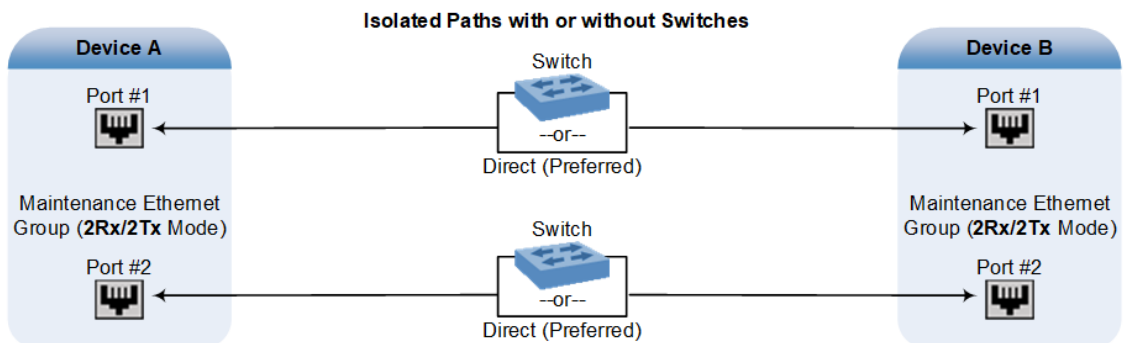 Isolated Paths with or without Switches
Device A
Device B
Port #1
Switch
--or--
Direct (Preferred)
Port #1
Maintenance Ethernet
Group (2Rx/2Tx Mode)
Maintenance Ethernet
Group (2Rx/2Tx Mode)
Port #2
Switch
--or--
Direct (Preferred)
Port #2